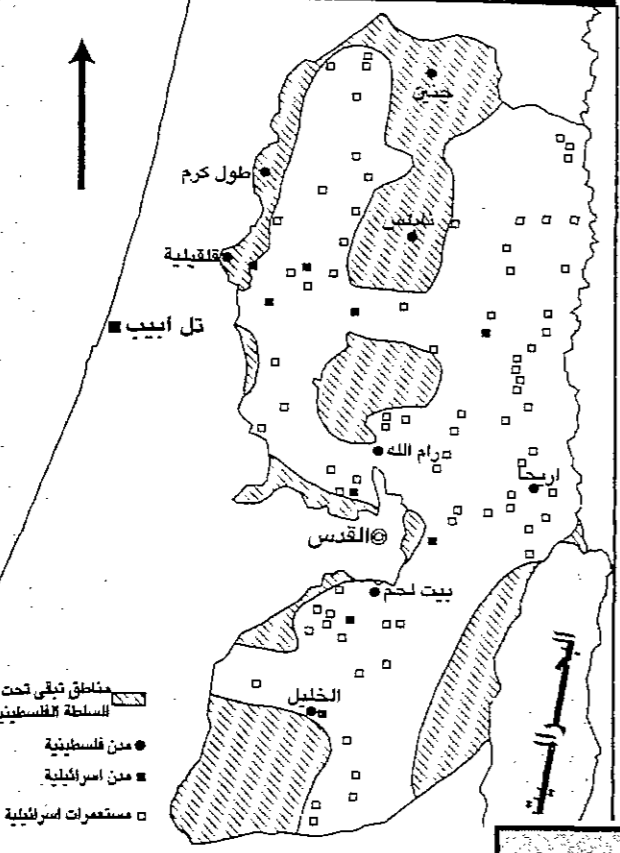 جنين
طول كرم
نابلس
قلقيلية
تل أبيب
رام الله
اريحا
القدس
بيت لحم
الخليل
مناطق تبقى تحت
السلطة الفلسطينية
مدن فلسطينية
مدن اسرائيلية
مستعمرات اسرائيلية